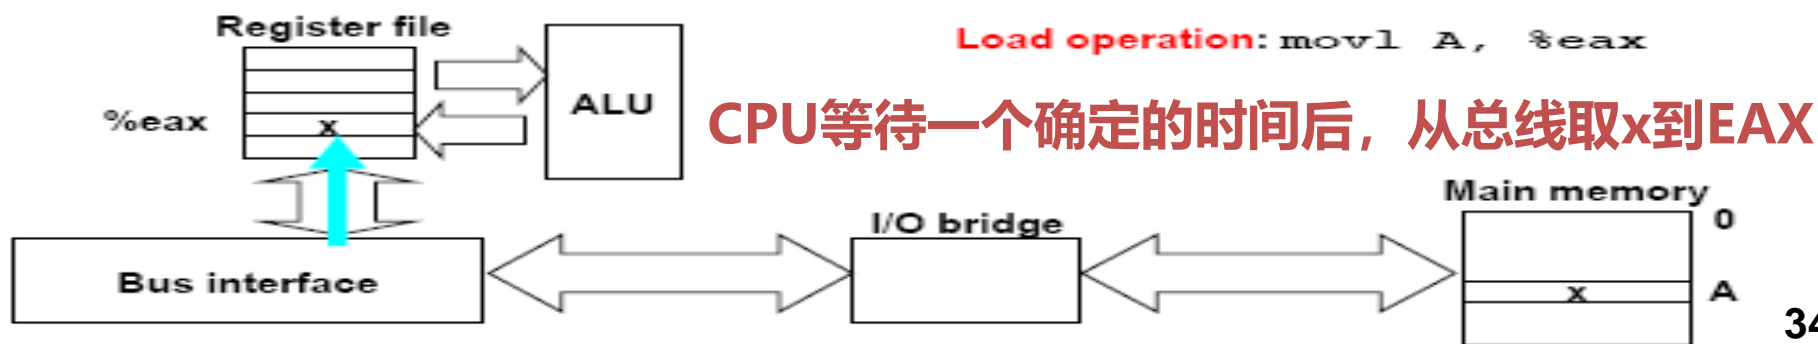 Register file
Load operation: movl A, %eax
%eax
x
ALU
CPU等待一个确定的时间后，从总线取x到EAX
Main memory
0
I/O bridge
Bus interface
x
A
34